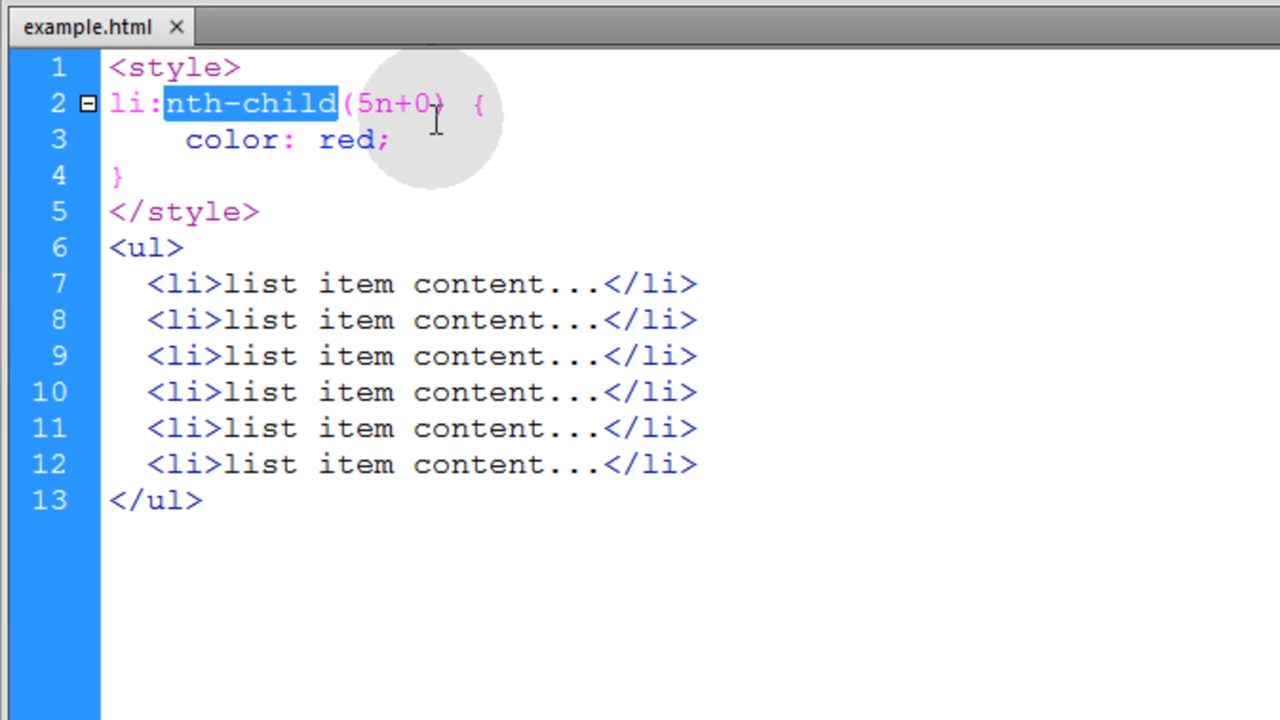 example.html ×
1 <style>
2 li:nth-child(5n+0) {
3     color: red;
4 }
5 </style>
6 <ul>
7   <li>list item content...</li>
8   <li>list item content...</li>
9   <li>list item content...</li>
10   <li>list item content...</li>
11   <li>list item content...</li>
12   <li>list item content...</li>
13 </ul>